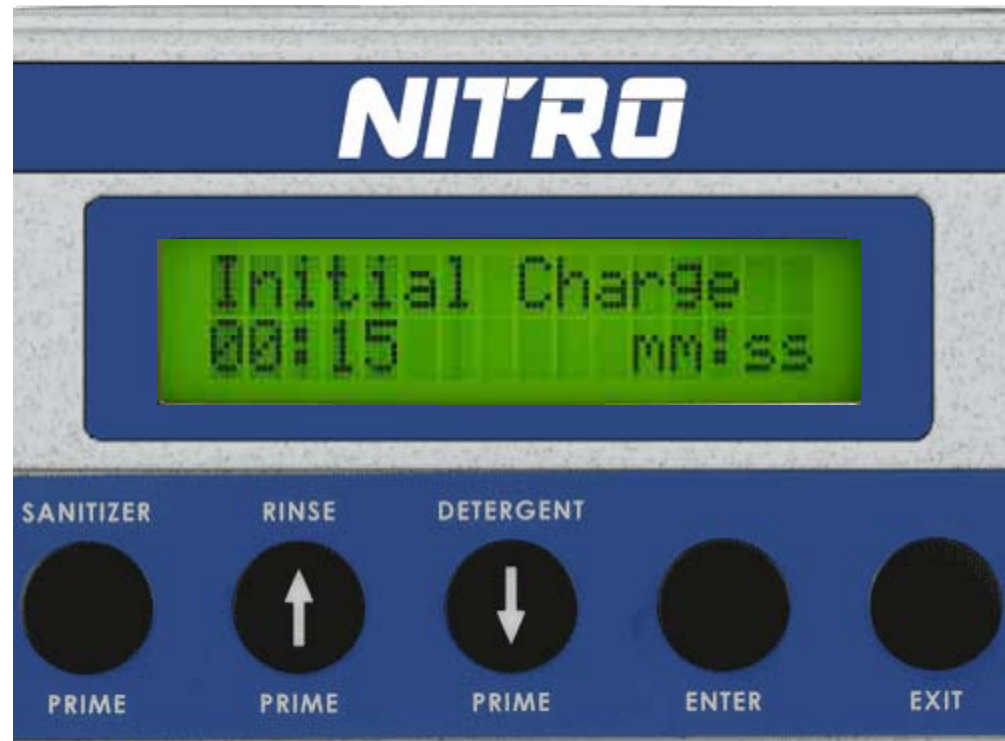 NITRO
Initial Charge
00:15 mm:ss
SANITIZER RINSE DETERGENT
PRIME PRIME PRIME ENTER EXIT